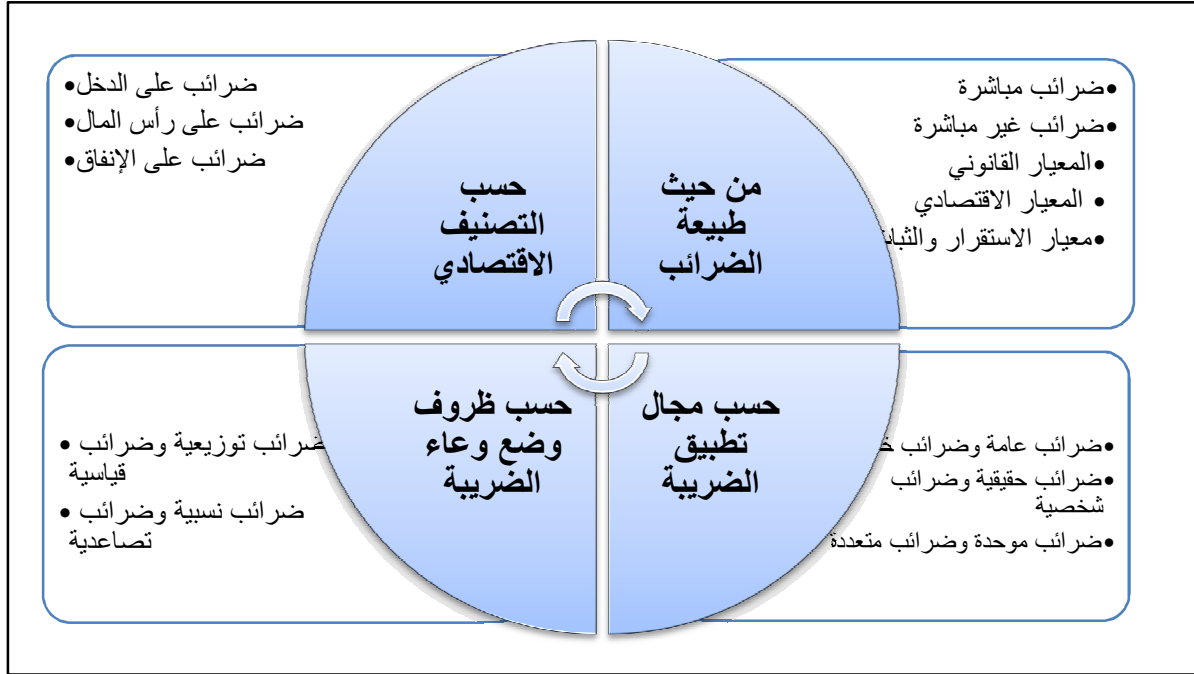 •ضرائب مباشرة
•ضرائب غير مباشرة
•المعيار القانوني
• المعيار الاقتصادي
•معيار الاستقرار
من حيث
طبيعة
الضرائب
حسب
التصنيف
الاقتصادي
•ضرائب على الدخل
•ضرائب على رأس المال
•ضرائب على الإنفاق
حسب مجال
تطبيق
الضريبة
•ضرائب عامة وضرائب
•ضرائب حقيقية وضرائب
شخصية
•ضرائب موحدة وضرائب متعددة
حسب ظروف
وضع وعاء
الضريبة
• ضرائب توزيعية وضرائب
قياسية
• ضرائب نسبية وضرائب
تصاعدية